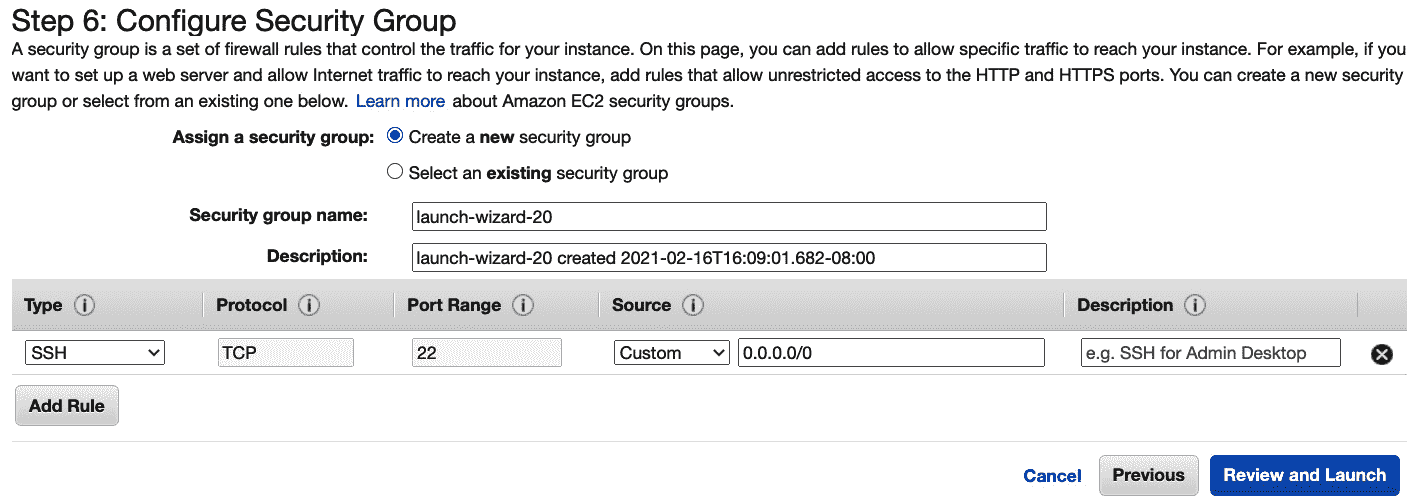 Step 6: Configure Security Group
A security group is a set of firewall rules that control the traffic for your instance. On this page, you can add rules to allow specific traffic to reach your instance. For example, if you
want to set up a web server and allow Internet traffic to reach your instance, add rules that allow unrestricted access to the HTTP and HTTPS ports. You can create a new security
group or select from an existing one below. Learn more about Amazon EC2 security groups.
Assign a security group: Create a new security group
Select an existing security group
Security group name: launch-wizard-20
Description: launch-wizard-20 created 2021-02-16T16:09:01.682-08:00
Type i Protocol i Port Range i Source i Description i
SSH TCP 22 Custom 0.0.0.0/0 e.g. SSH for Admin Desktop
Add Rule
Cancel Previous Review and Launch